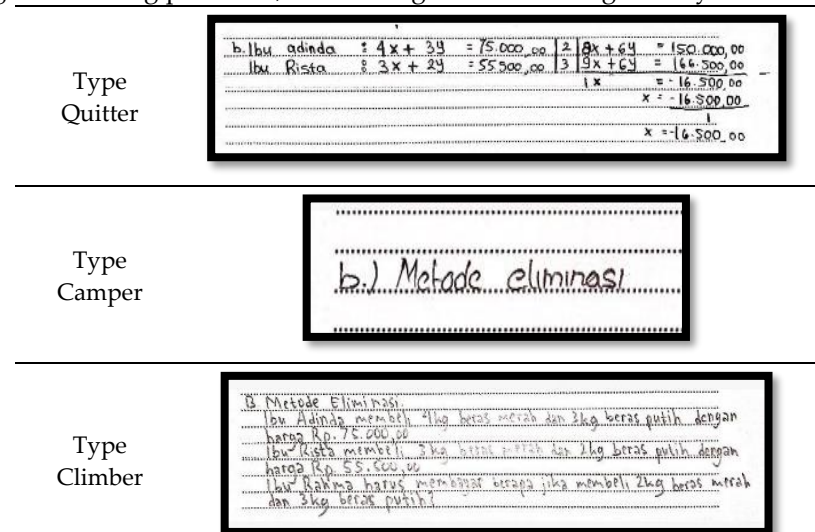 Type
Quitter
b. Ibu adinda : 4x + 3y = 75.000,00 | 2 | 8x + 6y = 150.000,00
Ibu Rista : 3x + 2y = 55.500,00 | 3 | 9x + 6y = 166.500,00
1x = -16.500,00
x = -16.500,00
1
x = -16.500,00
Type
Camper
b.) Metode eliminasi
Type
Climber
B. Metode Eliminasi.
Ibu Adinda membeli 4kg beras merah dan 3kg beras putih dengan
harga Rp. 75.000,00
Ibu Rista membeli 3kg beras merah dan 2kg beras putih dengan
harga Rp. 55.500,00
Ibu Rahma harus membayar berapa jika membeli 2kg beras merah
dan 3kg beras putih?